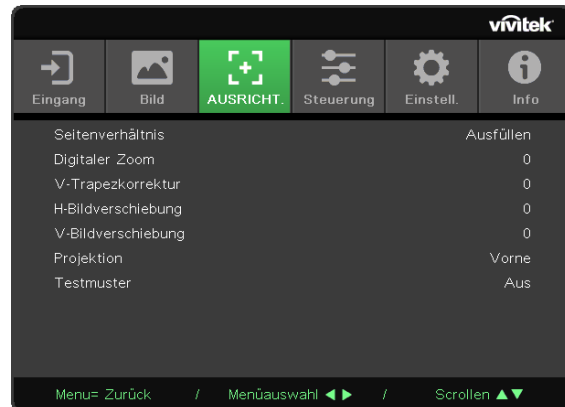 vivitek
Eingang Bild AUSRICHT. Steuerung Einstell. Info
Seitenverhältnis Ausfüllen
Digitaler Zoom 0
V-Trapezkorrektur 0
H-Bildverschiebung 0
V-Bildverschiebung 0
Projektion Vorne
Testmuster Aus
Menu= Zurück / Menüauswahl ◀ ▶ / Scrollen ▲▼